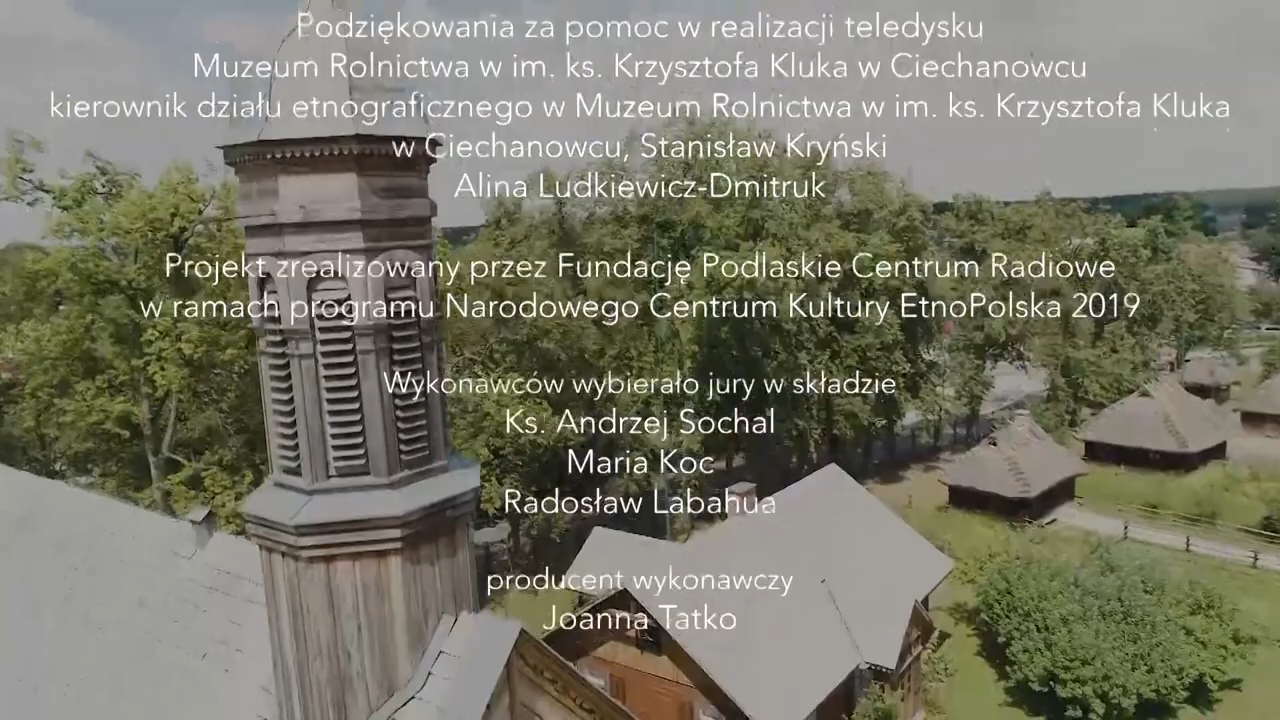 Podziękowania za pomoc w realizacji teledysku
Muzeum Rolnictwa w im. ks. Krzysztofa Kluka w Ciechanowcu
kierownik działu etnograficznego w Muzeum Rolnictwa w im. ks. Krzysztofa Kluka
w Ciechanowcu, Stanisław Kryński
Alina Ludkiewicz-Dmitruk
Projekt zrealizowany przez Fundację Podlaskie Centrum Radiowe
w ramach programu Narodowego Centrum Kultury EtnoPolska 2019
Wykonawców wybierało jury w składzie
Ks. Andrzej Sochal
Maria Koc
Radosław Labahua
producent wykonawczy
Joanna Tatko